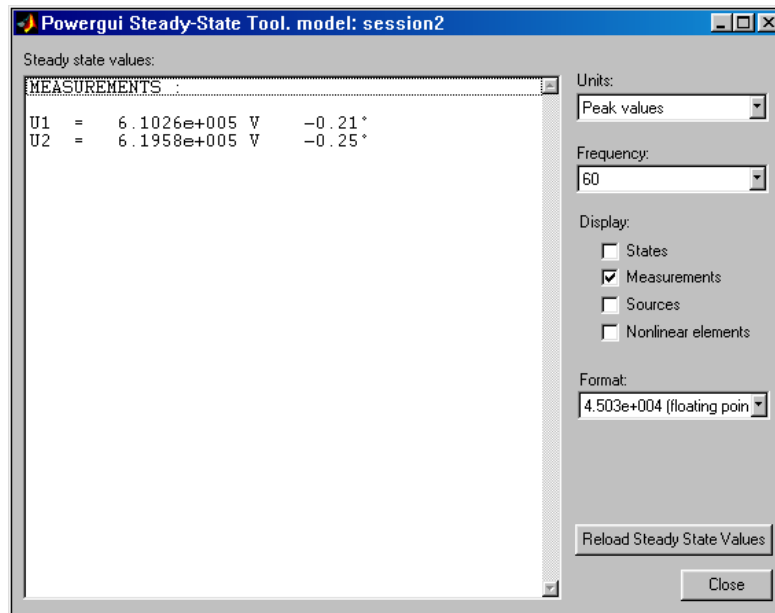 Powergui Steady-State Tool. model: session2
Steady state values:
MEASUREMENTS :
U1 = 6.1026e+005 V -0.21°
U2 = 6.1958e+005 V -0.25°
Units:
Peak values
Frequency:
60
Display:
States
Measurements
Sources
Nonlinear elements
Format:
4.503e+004 (floating poin
Reload Steady State Values
Close